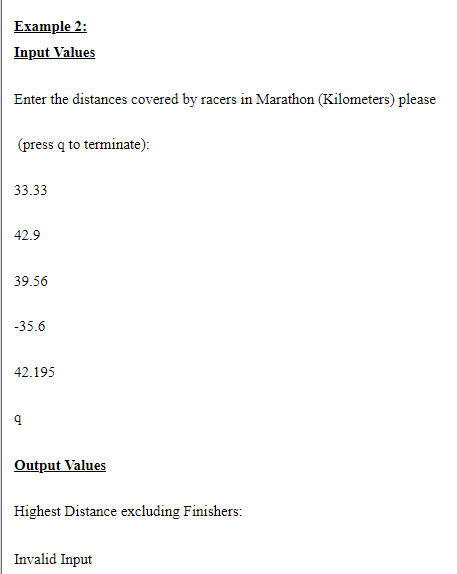 Example 2:
Input Values
Enter the distances covered by racers in Marathon (Kilometers) please
(press q to terminate):
33.33
42.9
39.56
-35.6
42.195
q
Output Values
Highest Distance excluding Finishers:
Invalid Input